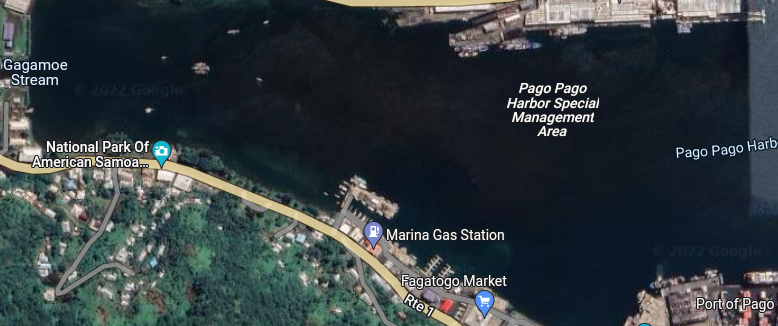 Gagamoe
Stream
© 2022 Google
Pago Pago
Harbor Special
Management
Area
National Park Of
American Samoa...
Pago Pago Harb
Marina Gas Station
© 2022 Google
Fagatogo Market
Rte 1
Port of Pago